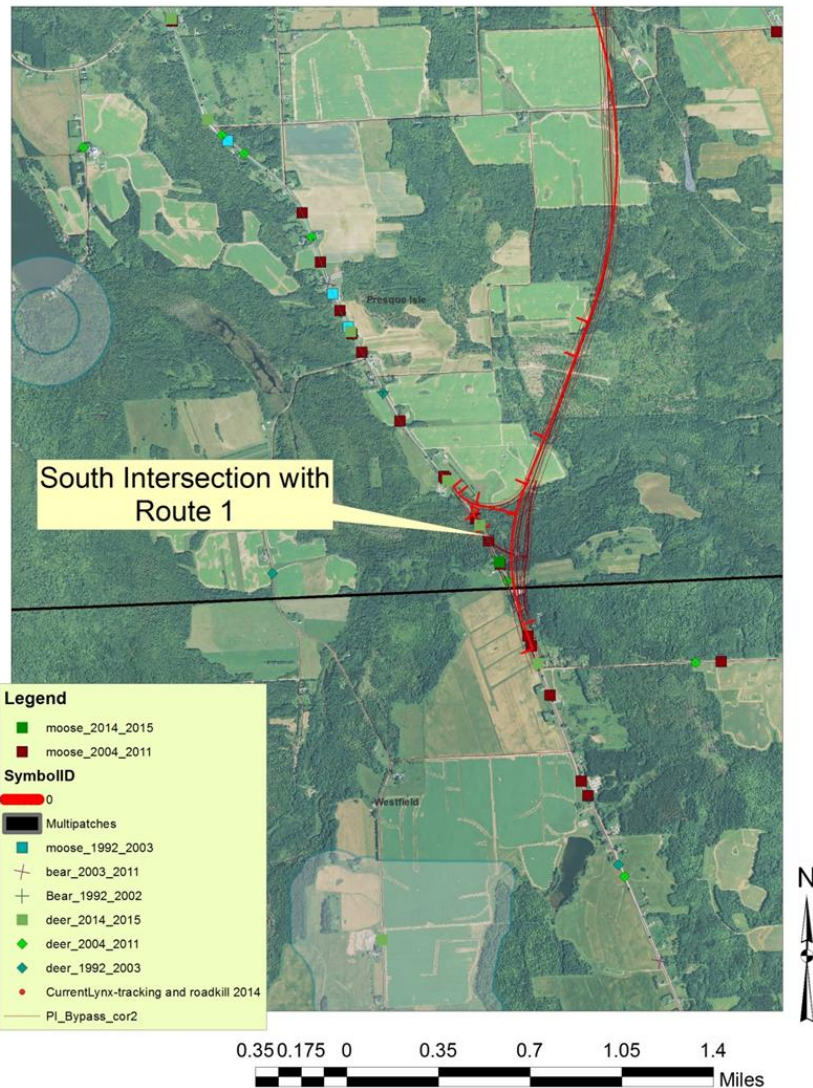 Presque Isle
South Intersection with
Route 1
Westfield
Legend
moose_2014_2015
moose_2004_2011
SymbolID
0
Multipatches
moose_1992_2003
bear_2003_2011
Bear_1992_2002
deer_2014_2015
deer_2004_2011
deer_1992_2003
CurrentLynx-tracking and roadkill 2014
PI_Bypass_cor2
N
0.35 0.175 0 0.35 0.7 1.05 1.4
Miles